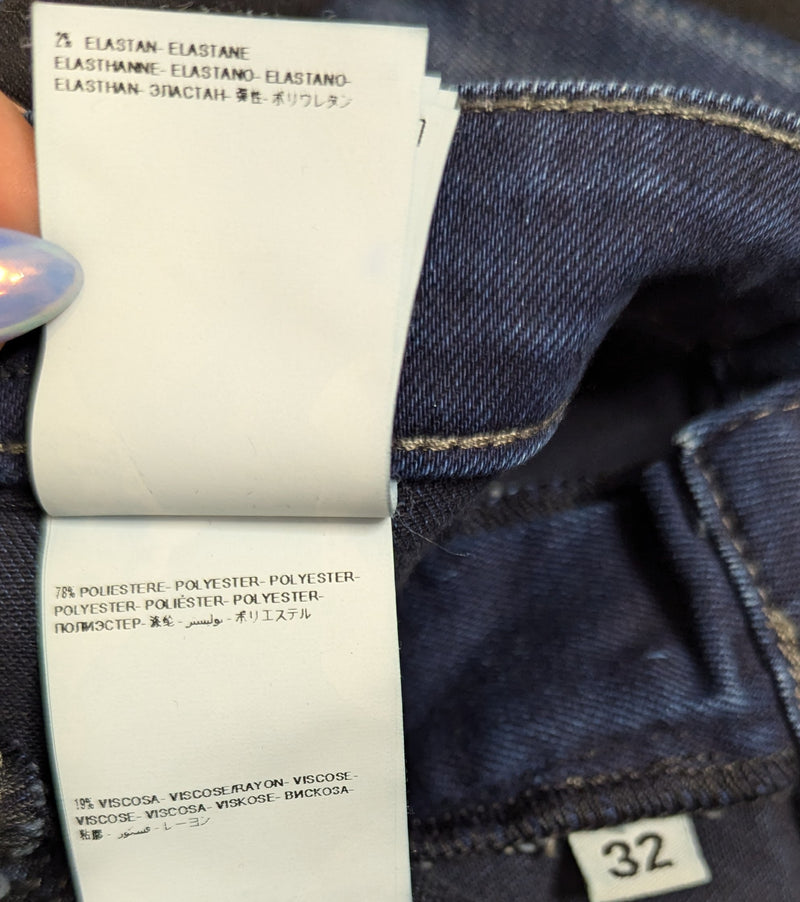 2% ELASTAN- ELASTANE
ELASTHANNE- ELASTANO- ELASTANO-
ELASTHAN- ЭЛАСТАН- 弹性- ポリウレタン
78% POLIESTERE- POLYESTER- POLYESTER-
POLYESTER- POLIÉSTER- POLYESTER-
ПОЛИЭСТЕР- 涤纶 - بوليستر - ポリエステル
19% VISCOSA- VISCOSE/RAYON- VISCOSE-
VISCOSE- VISCOSA- VISKOSE- ВИСКОЗА-
粘膠 - فسكوز - レーヨン
32